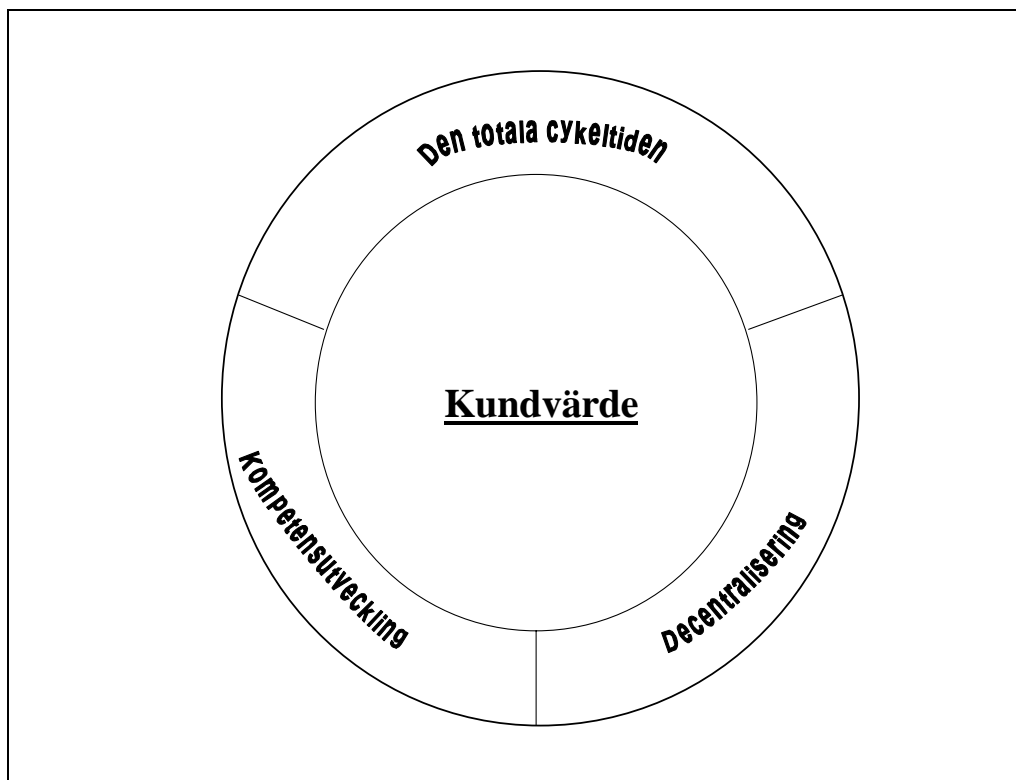 Den totala cykeltiden
Kundvärde
Kompetensutveckling
Decentralisering